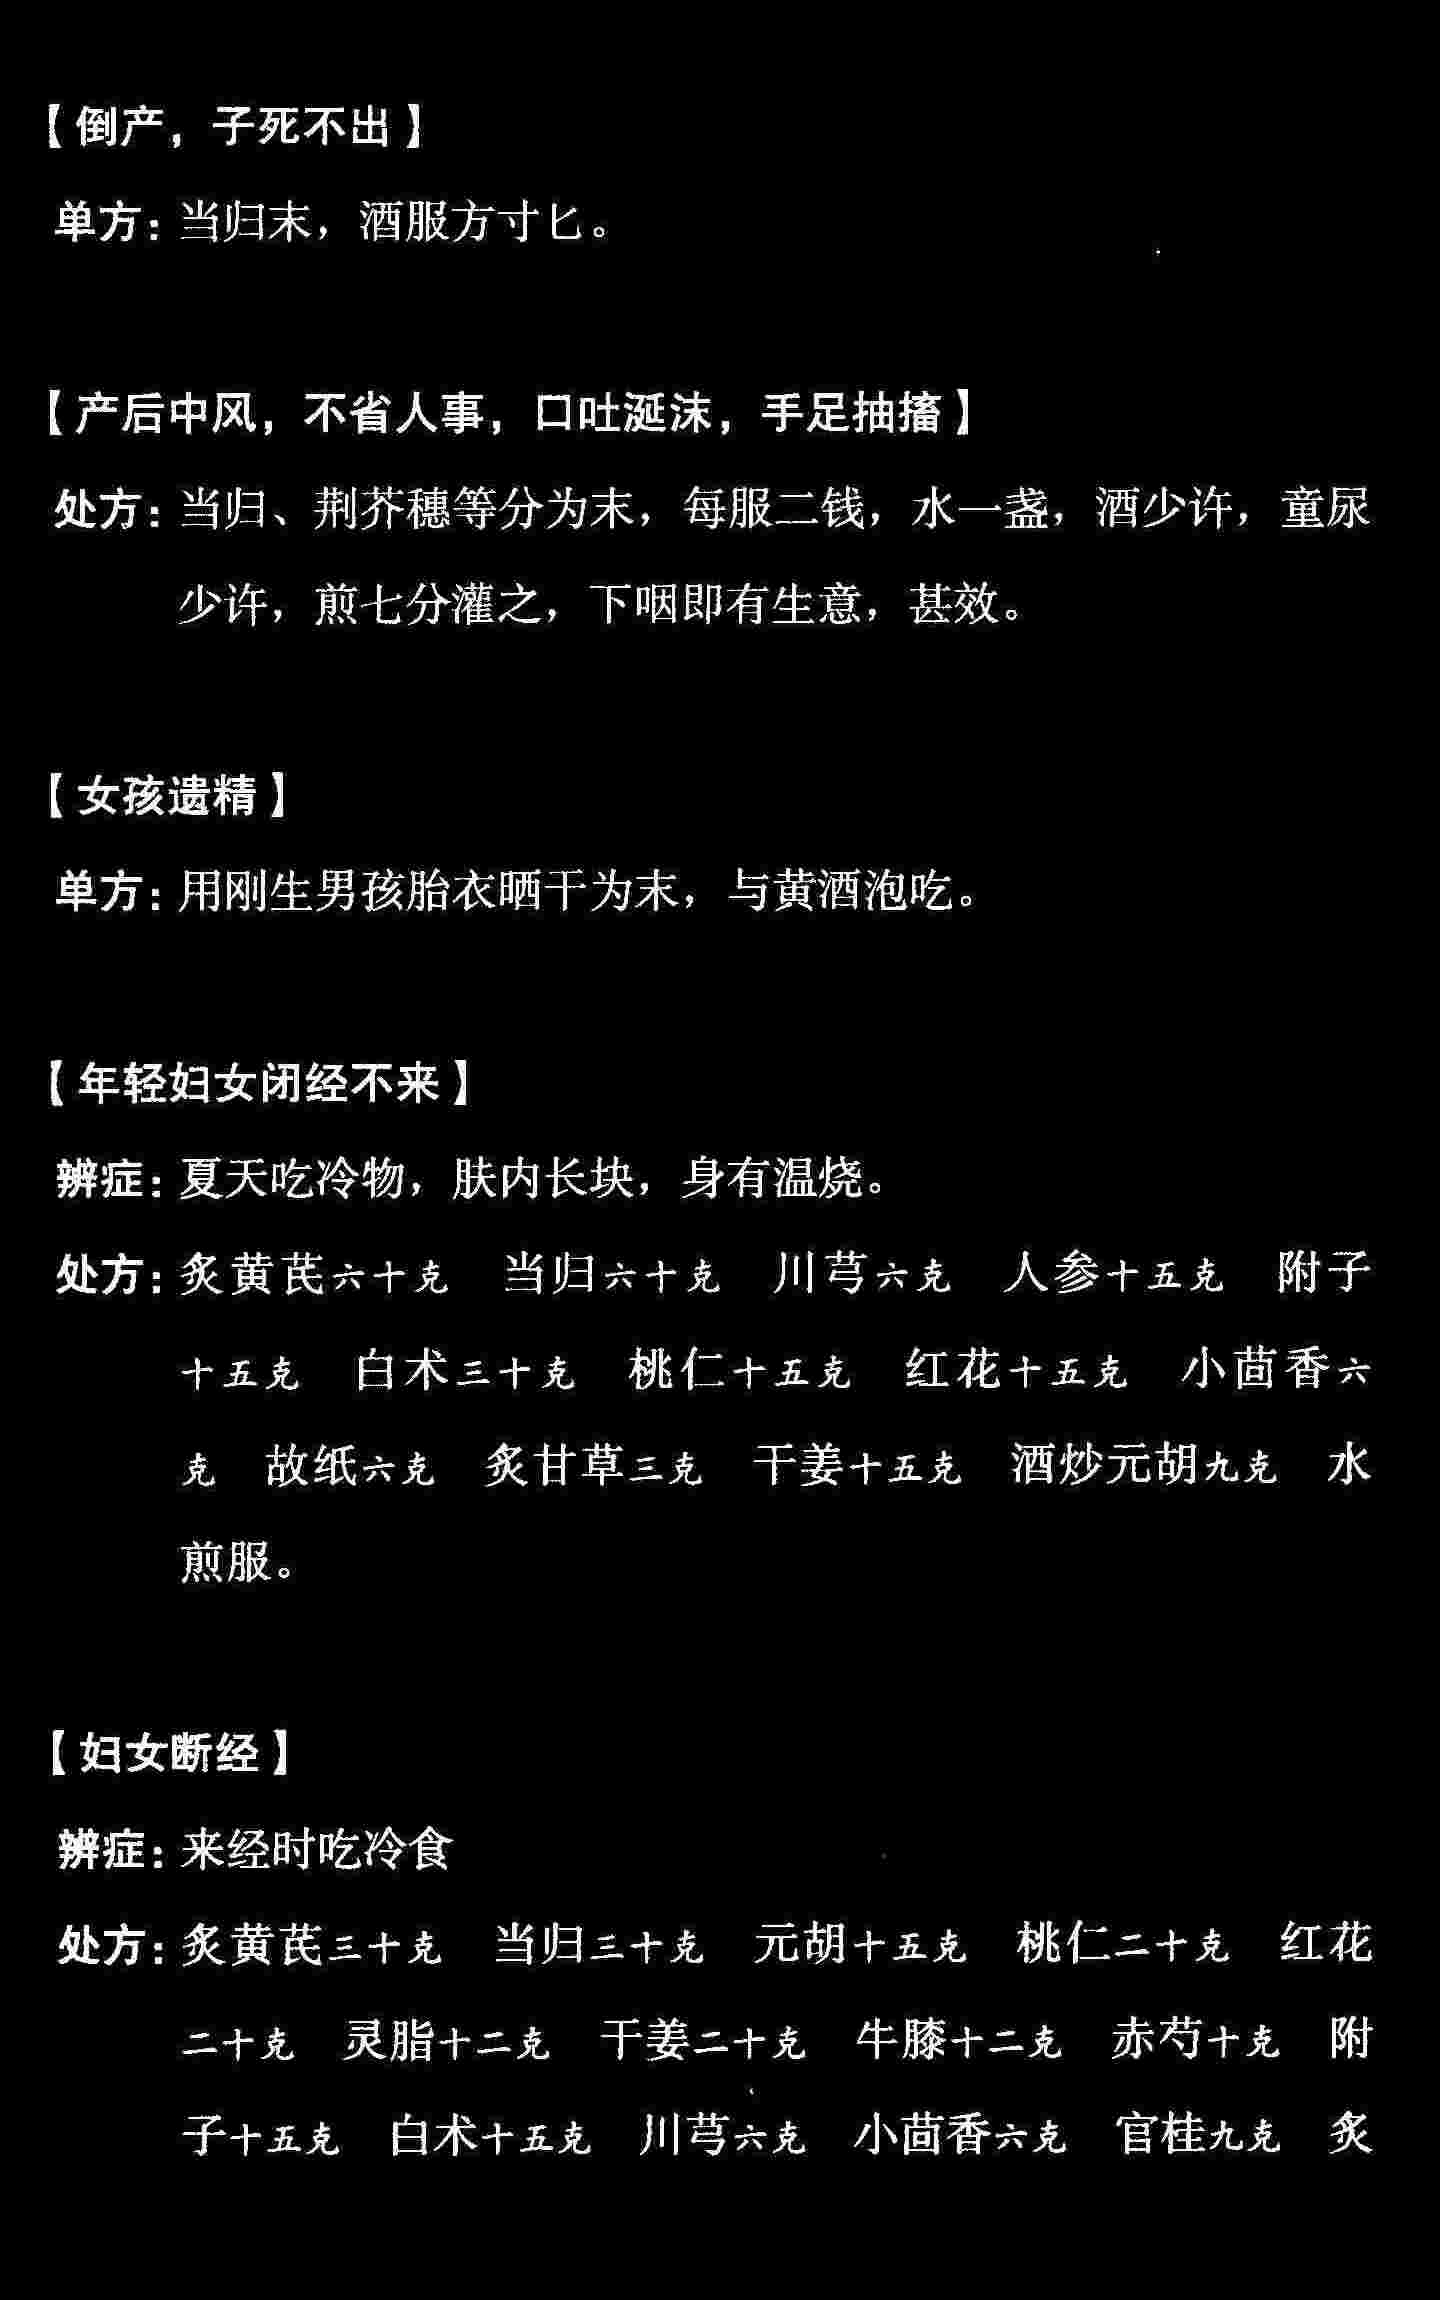 【倒产，子死不出】
单方：当归末，酒服方寸匕。
【产后中风，不省人事，口吐涎沫，手足抽搐】
处方：当归、荆芥穗等分为末，每服二钱，水一盏，酒少许，童尿
少许，煎七分灌之，下咽即有生意，甚效。
【女孩遗精】
单方：用刚生男孩胎衣晒干为末，与黄酒泡吃。
【年轻妇女闭经不来】
辨症：夏天吃冷物，肤内长块，身有温烧。
处方：炙黄芪六十克　当归六十克　川芎六克　人参十五克　附子
十五克　白术三十克　桃仁十五克　红花十五克　小茴香六
克　故纸六克　炙甘草三克　干姜十五克　酒炒元胡九克　水
煎服。
【妇女断经】
辨症：来经时吃冷食
处方：炙黄芪三十克　当归三十克　元胡十五克　桃仁二十克　红花
二十克　灵脂十二克　干姜二十克　牛膝十二克　赤芍十克　附
子十五克　白术十五克　川芎六克　小茴香六克　官桂九克　炙